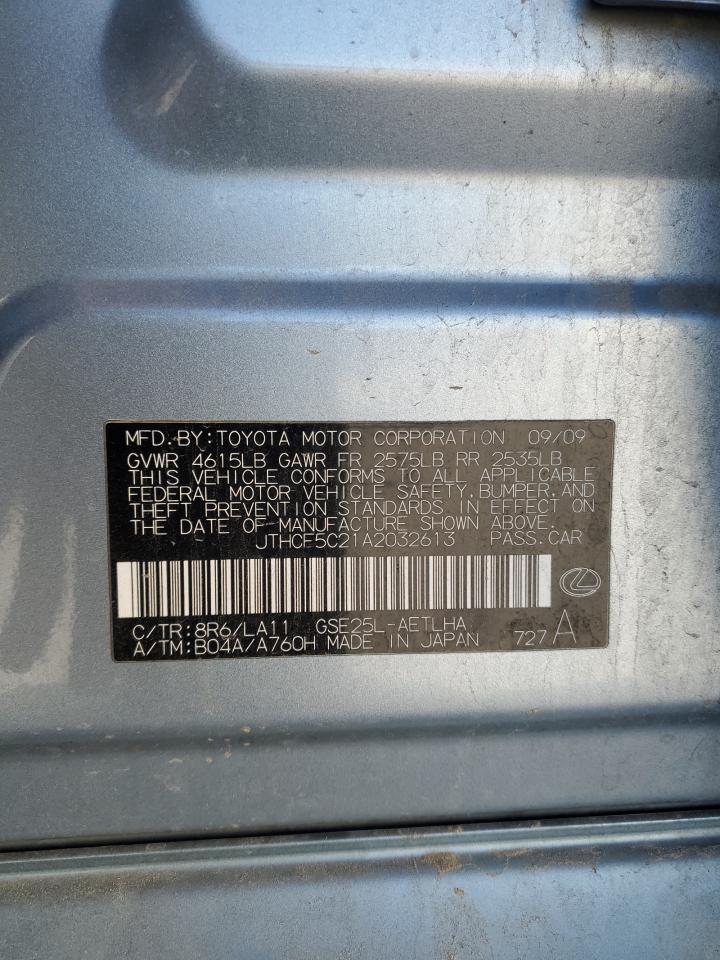 MFD. BY: TOYOTA MOTOR CORPORATION 09/09
GVWR 4615LB GAWR FR 2575LB RR 2535LB
THIS VEHICLE CONFORMS TO ALL APPLICABLE
FEDERAL MOTOR VEHICLE SAFETY, BUMPER, AND
THEFT PREVENTION STANDARDS IN EFFECT ON
THE DATE OF MANUFACTURE SHOWN ABOVE.
JTHCF5C21A2032613 PASS. CAR
C/TR: 8R6/LA11 GSE25L-AETLHA
A/TM: B04A/A760H MADE IN JAPAN 727 A